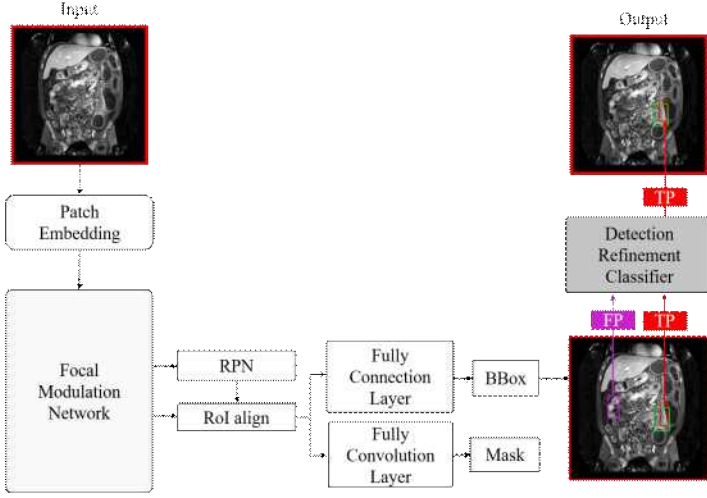 Input
Output
Patch
Embedding
TP
Detection
Refinement
Classifier
FP
TP
Focal
Modulation
Network
RPN
RoI align
Fully
Connection
Layer
BBox
Fully
Convolution
Layer
Mask